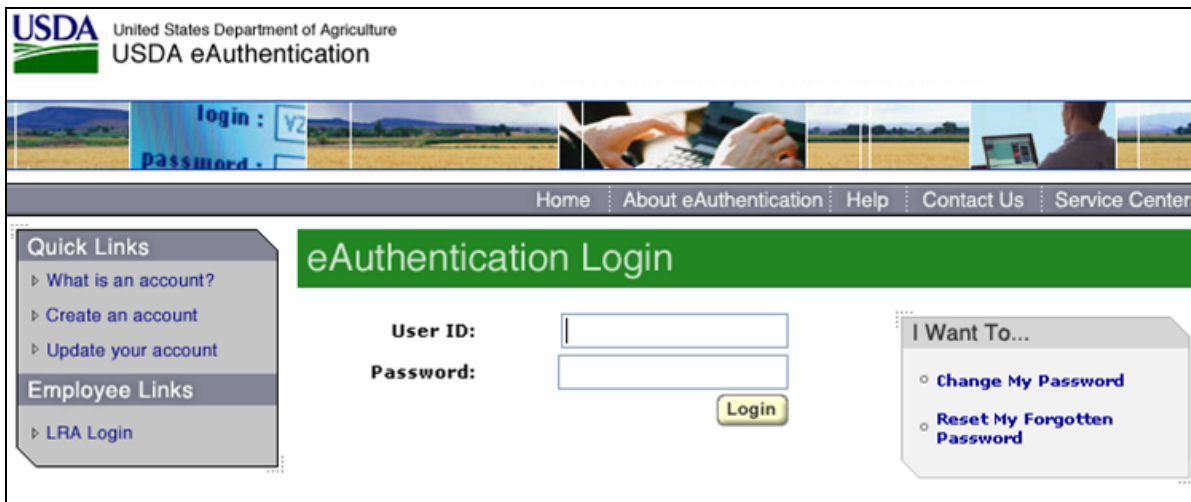 USDA
United States Department of Agriculture
USDA eAuthentication
login :
password :
Home
About eAuthentication
Help
Contact Us
Service Center
Quick Links
What is an account?
Create an account
Update your account
Employee Links
LRA Login
eAuthentication Login
User ID:
Password:
Login
I Want To...
Change My Password
Reset My Forgotten
Password